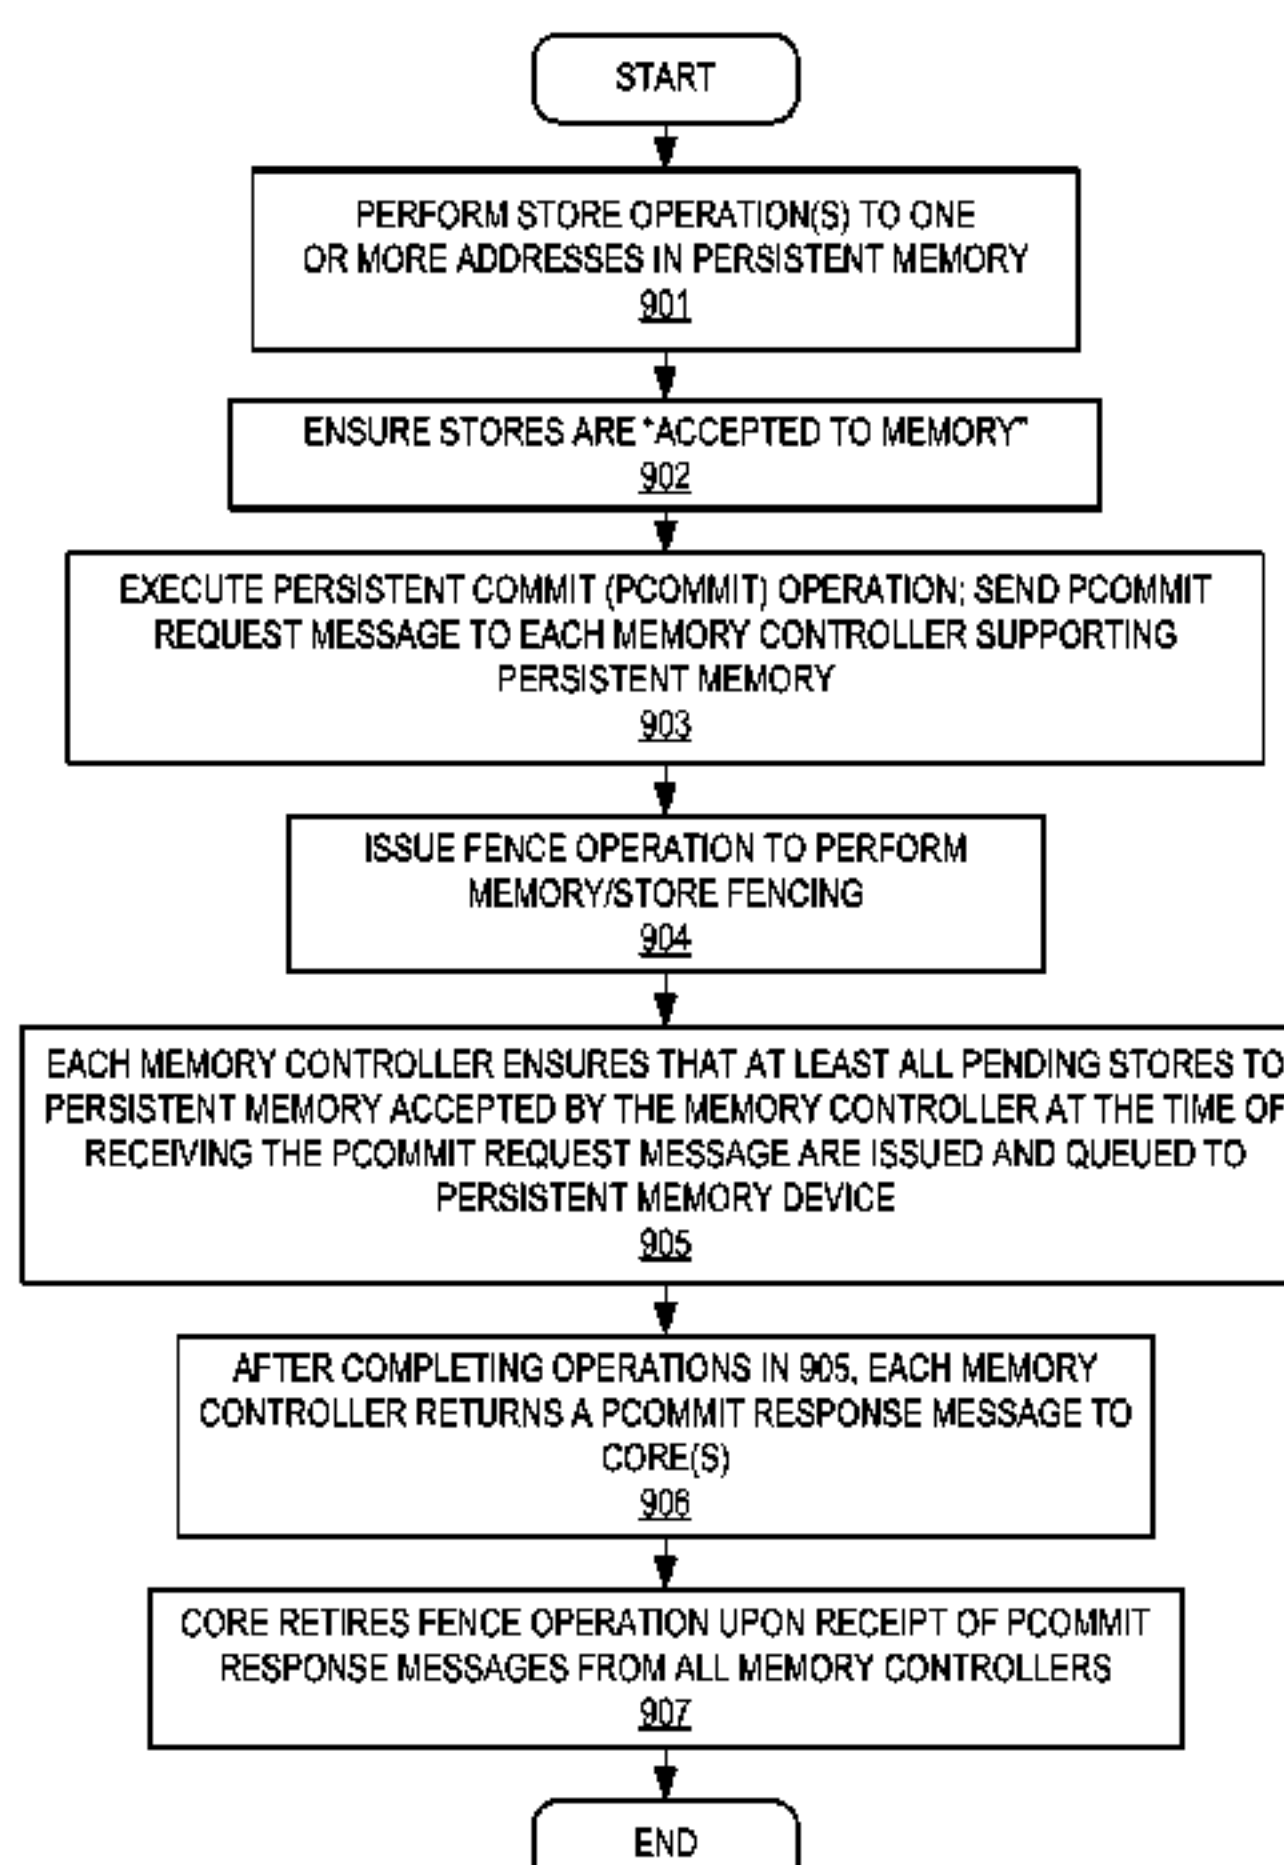 START
PERFORM STORE OPERATION(S) TO ONE
OR MORE ADDRESSES IN PERSISTENT MEMORY
901
ENSURE STORES ARE "ACCEPTED TO MEMORY"
902
EXECUTE PERSISTENT COMMIT (PCOMMIT) OPERATION; SEND PCOMMIT
REQUEST MESSAGE TO EACH MEMORY CONTROLLER SUPPORTING
PERSISTENT MEMORY
903
ISSUE FENCE OPERATION TO PERFORM
MEMORY/STORE FENCING
904
EACH MEMORY CONTROLLER ENSURES THAT AT LEAST ALL PENDING STORES TO
PERSISTENT MEMORY ACCEPTED BY THE MEMORY CONTROLLER AT THE TIME OF
RECEIVING THE PCOMMIT REQUEST MESSAGE ARE ISSUED AND QUEUED TO
PERSISTENT MEMORY DEVICE
905
AFTER COMPLETING OPERATIONS IN 905, EACH MEMORY
CONTROLLER RETURNS A PCOMMIT RESPONSE MESSAGE TO
CORE(S)
906
CORE RETIRES FENCE OPERATION UPON RECEIPT OF PCOMMIT
RESPONSE MESSAGES FROM ALL MEMORY CONTROLLERS
907
END